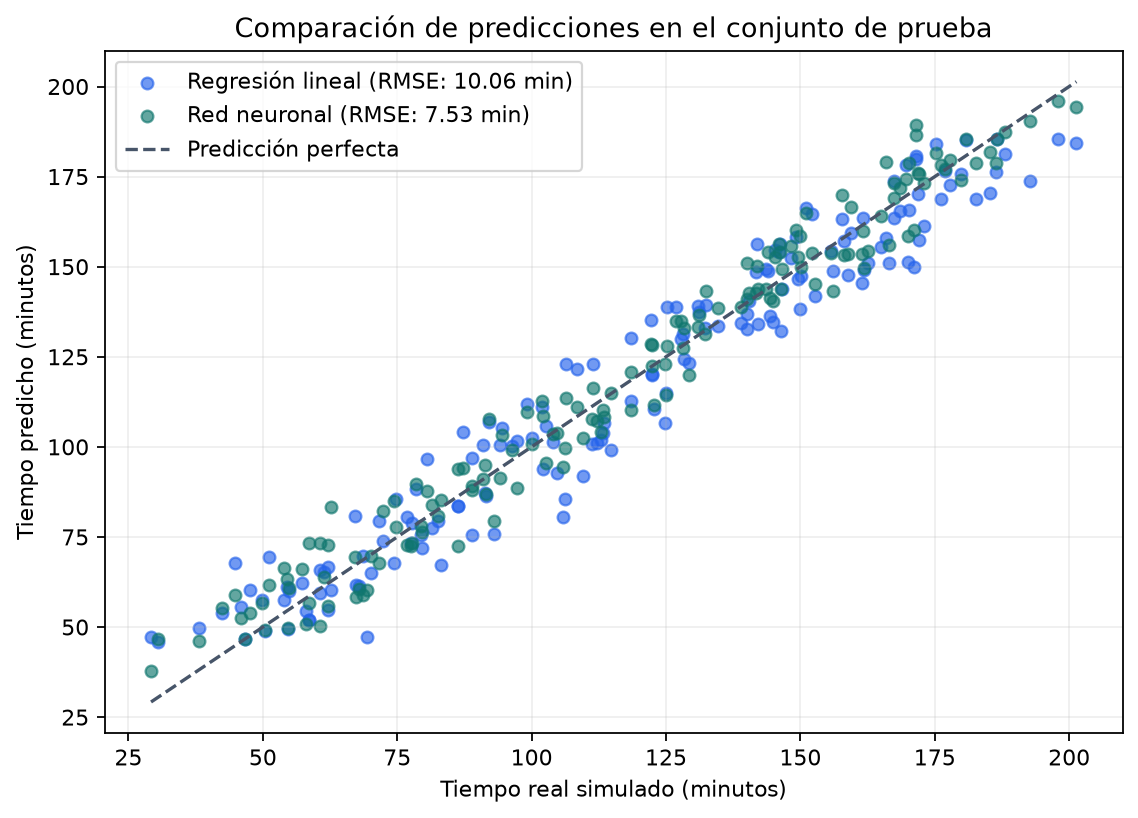 Comparación de predicciones en el conjunto de prueba
Regresión lineal (RMSE: 10.06 min)
Red neuronal (RMSE: 7.53 min)
Predicción perfecta
Tiempo predicho (minutos)
200
175
150
125
100
75
50
25
25 50 75 100 125 150 175 200
Tiempo real simulado (minutos)